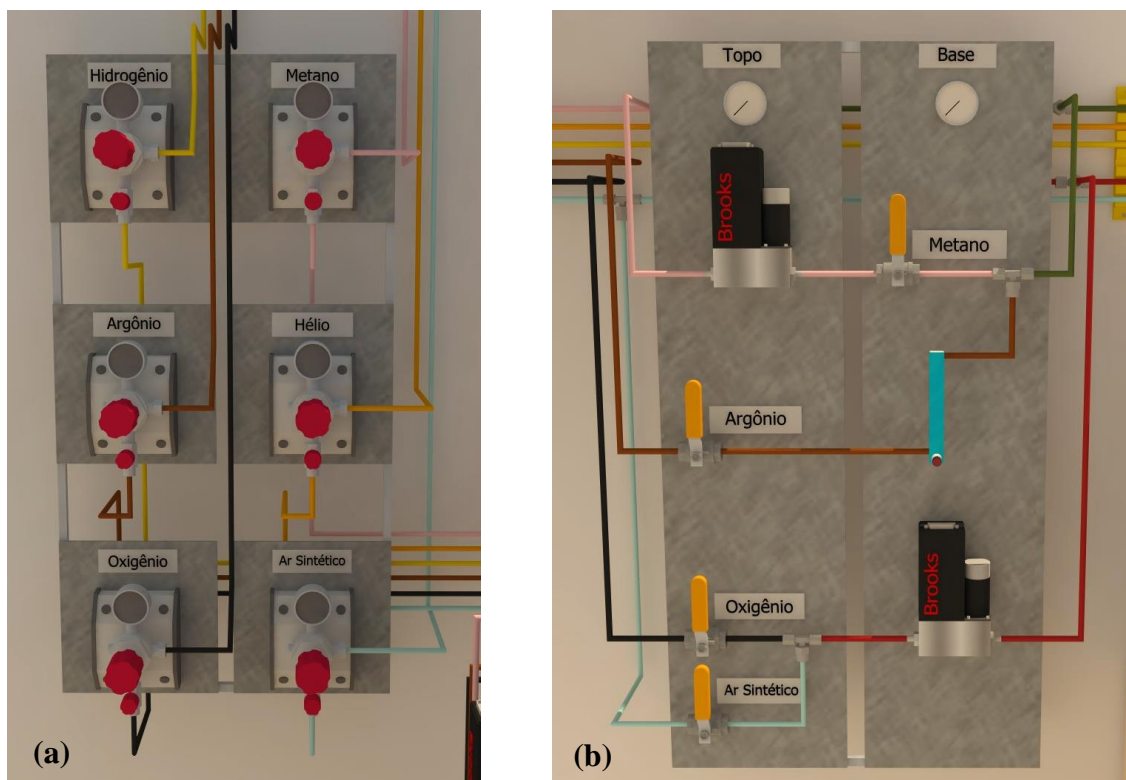 Hidrogênio
Metano
Argônio
Hélio
Oxigênio
Ar Sintético
(a)
Topo
Base
Brooks
Metano
Argônio
Brooks
Oxigênio
Ar Sintético
(b)